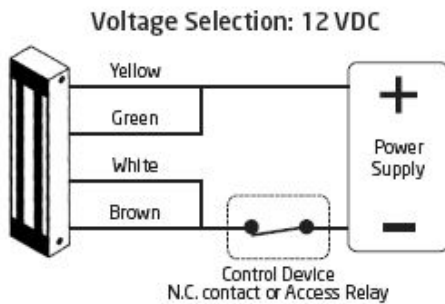 Voltage Selection: 12 VDC
Yellow
Green
White
Brown
+
Power
Supply
−
Control Device
N.C. contact or Access Relay